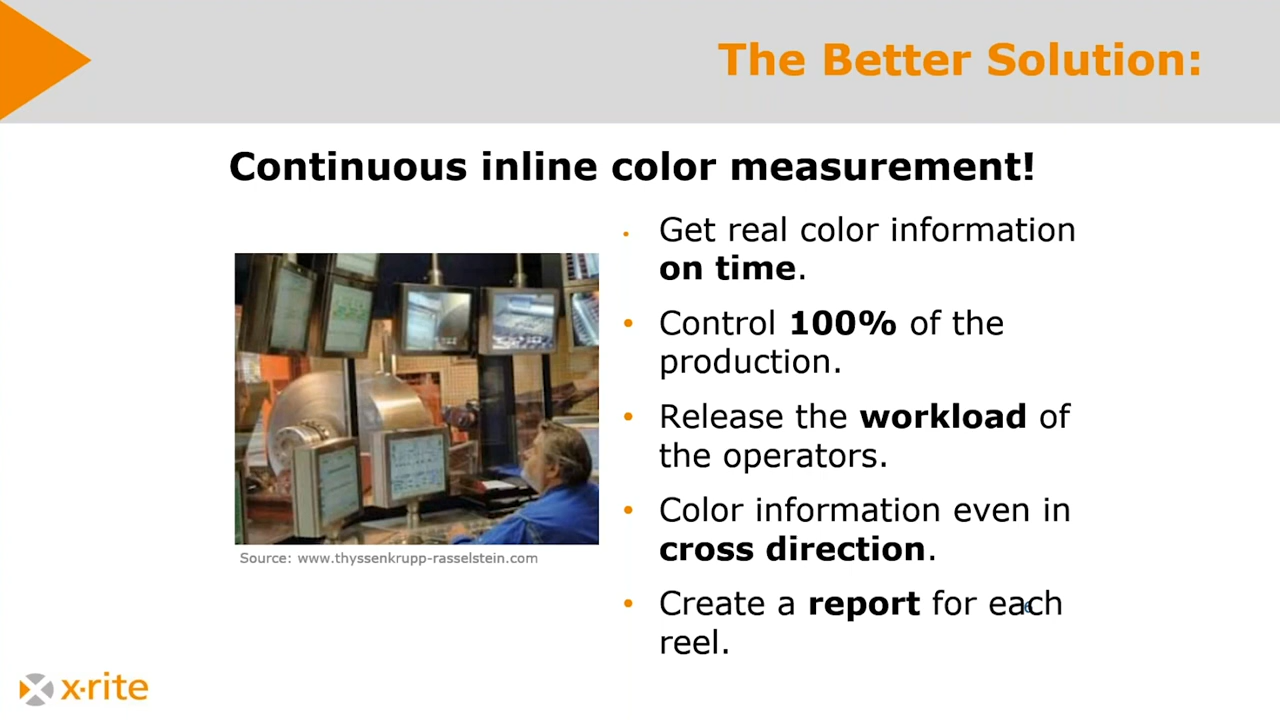 The Better Solution:
Continuous inline color measurement!
• Get real color information
on time.
• Control 100% of the
production.
• Release the workload of
the operators.
• Color information even in
cross direction.
• Create a report for each
reel.
6
Source: www.thyssenkrupp-rasselstein.com
x·rite